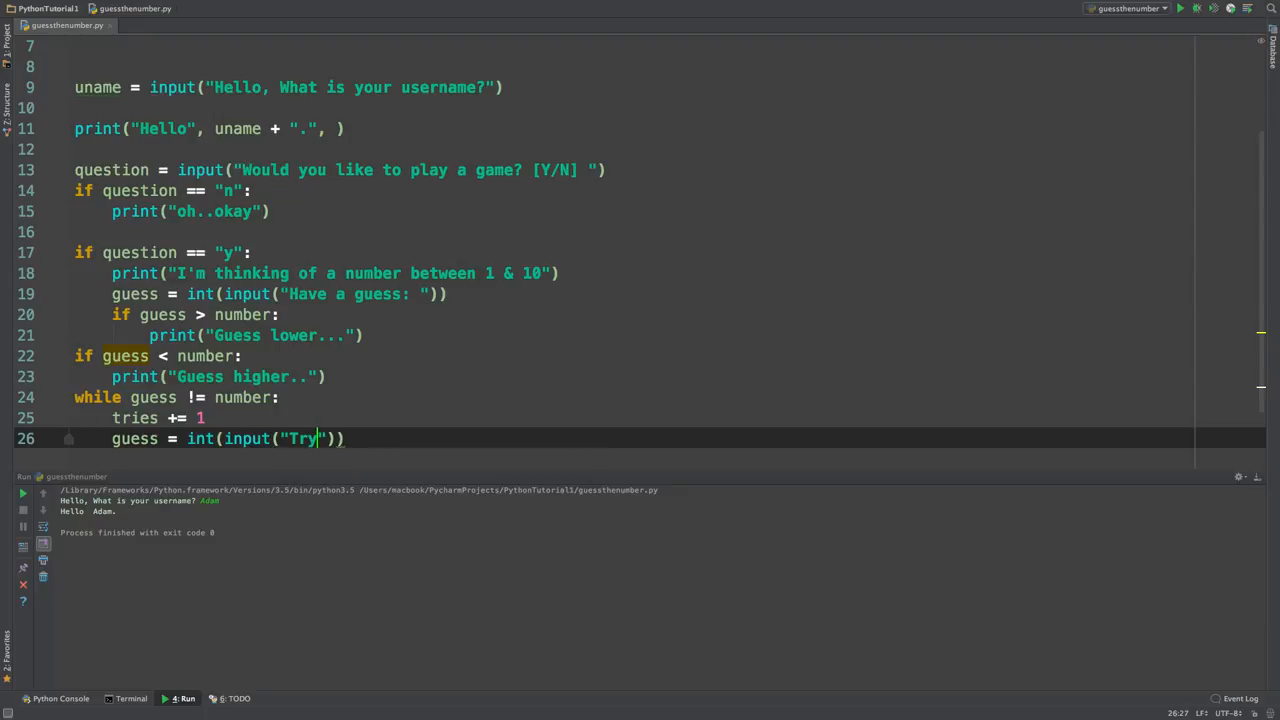 PythonTutorial1 guessthenumber.py guessthenumber
guessthenumber.py
1: Project
Z: Structure
2: Favorites
Database
7
8
9 uname = input("Hello, What is your username?")
10
11 print("Hello", uname + ".", )
12
13 question = input("Would you like to play a game? [Y/N] ")
14 if question == "n":
15 print("oh..okay")
16
17 if question == "y":
18 print("I'm thinking of a number between 1 & 10")
19 guess = int(input("Have a guess: "))
20 if guess > number:
21 print("Guess lower...")
22 if guess < number:
23 print("Guess higher..")
24 while guess != number:
25 tries += 1
26 guess = int(input("Try"))
Run guessthenumber
/Library/Frameworks/Python.framework/Versions/3.5/bin/python3.5 /Users/macbook/PycharmProjects/PythonTutorial1/guessthenumber.py
Hello, What is your username? Adam
Hello  Adam.
Process finished with exit code 0
Python Console Terminal 4: Run 6: TODO Event Log
26:27 LF÷ UTF-8÷